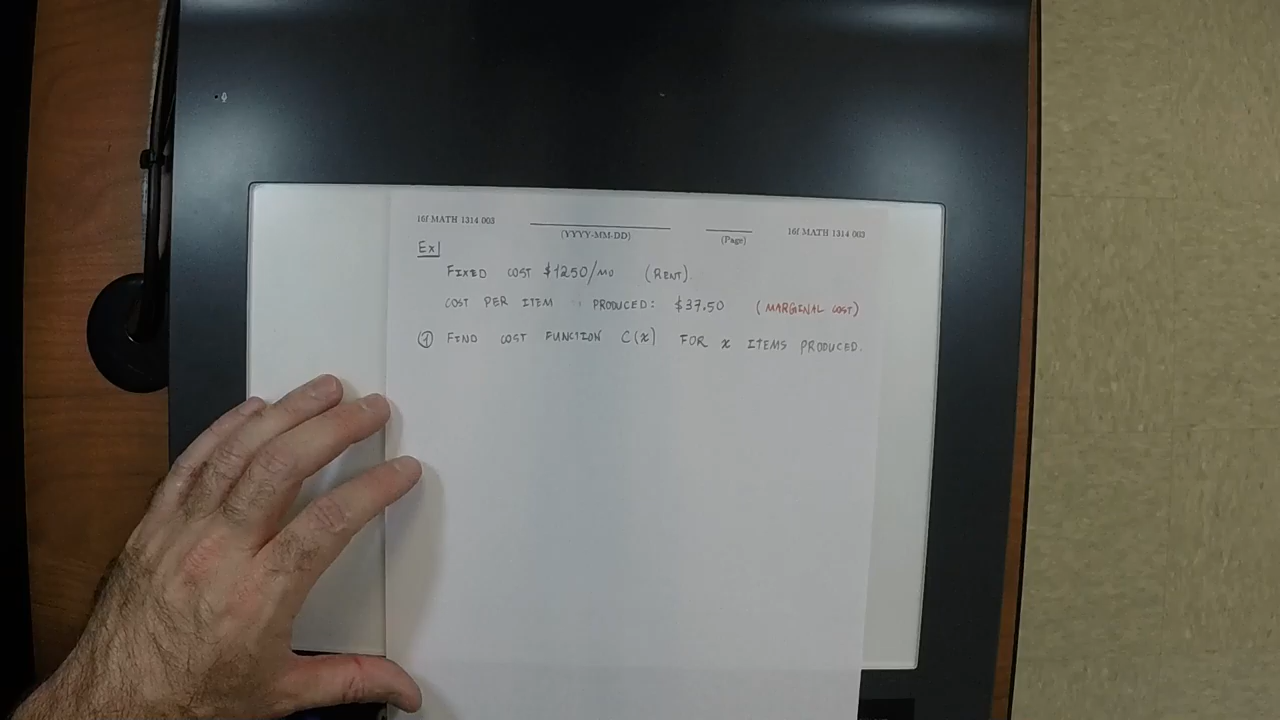 16f MATH 1314 003 (YYYY-MM-DD) (Page) 16f MATH 1314 003
Ex
FIXED COST $1250/MO (RENT)
COST PER ITEM PRODUCED: $37.50 (MARGINAL COST)
① FIND COST FUNCTION C(x) FOR x ITEMS PRODUCED.